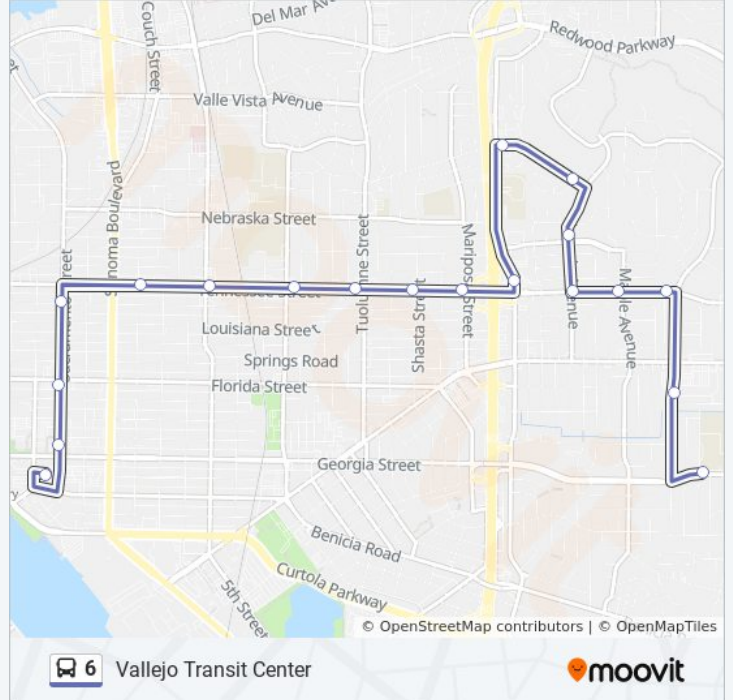 Del Mar Ave
Couch Street
Redwood Parkway
Valle Vista Avenue
Sonoma Boulevard
Nebraska Street
Tuolumne Street
Mariposa Street
Street
Tennessee Street
Shasta Street
Maple Avenue
enue
Louisiana Street
Springs Road
Florida Street
Georgia Street
Benicia Road
Curtola Parkway
5th Street
© OpenStreetMap contributors | © OpenMapTiles
6 Vallejo Transit Center
moovit